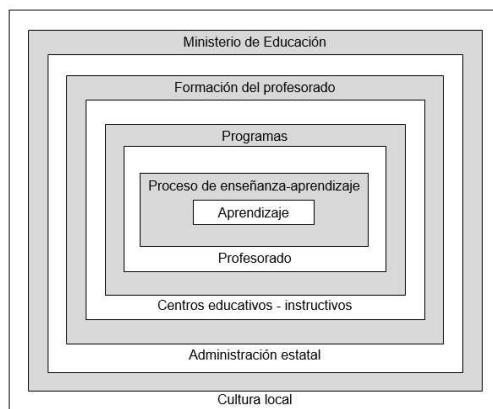 Ministerio de Educación
Formación del profesorado
Programas
Proceso de enseñanza-aprendizaje
Aprendizaje
Profesorado
Centros educativos - instructivos
Administración estatal
Cultura local